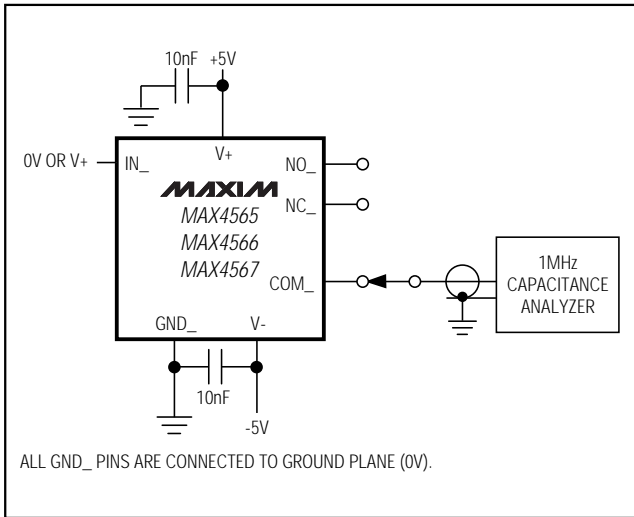 10nF +5V
V+
0V OR V+
IN_
NO_
MAXIM
MAX4565
MAX4566
MAX4567
NC_
COM_
1MHz
CAPACITANCE
ANALYZER
GND_
V-
10nF
-5V
ALL GND_ PINS ARE CONNECTED TO GROUND PLANE (0V).